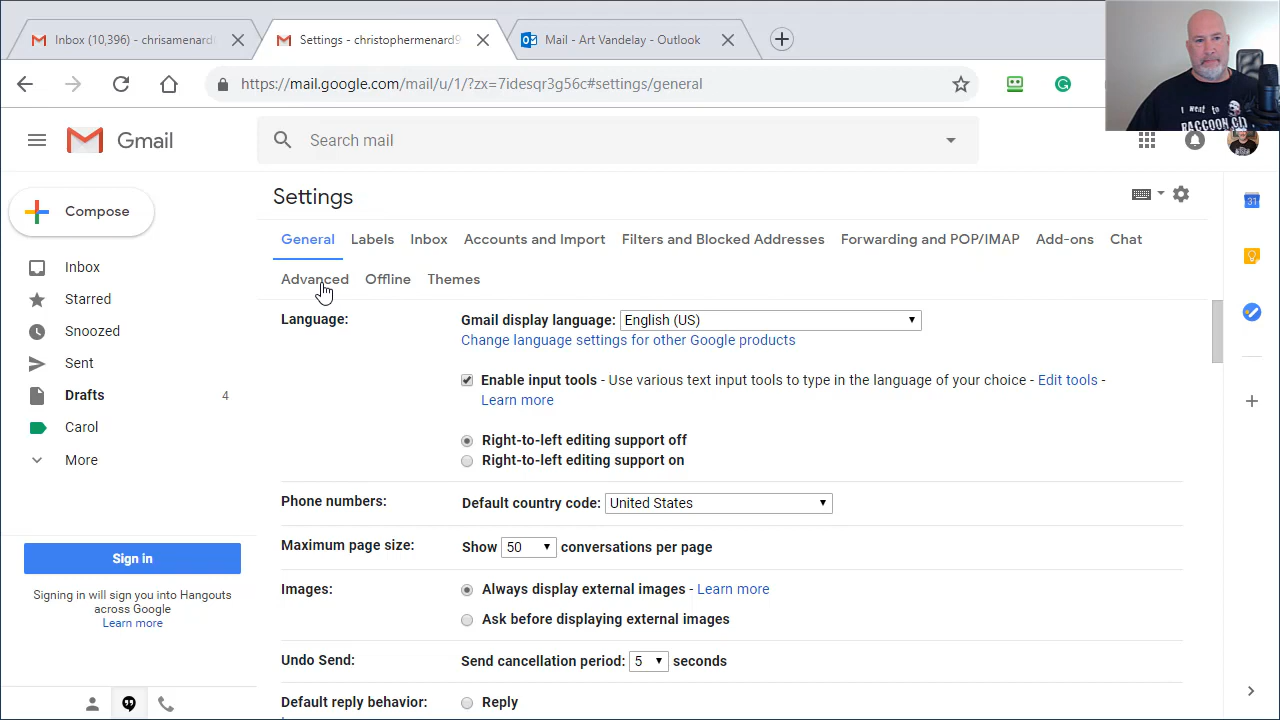 Inbox (10,396) - chrisamenard
Settings - christophermenard9
Mail - Art Vandelay - Outlook
https://mail.google.com/mail/u/1/?zx=7idesqr3g56#settings/general
I went to
RACCOON CITY
Gmail
Search mail
Compose
Inbox
Starred
Snoozed
Sent
Drafts 4
Carol
More
Sign in
Signing in will sign you into Hangouts
across Google
Learn more
Settings
General Labels Inbox Accounts and Import Filters and Blocked Addresses Forwarding and POP/IMAP Add-ons Chat
Advanced Offline Themes
Language: Gmail display language: English (US)
Change language settings for other Google products
Enable input tools - Use various text input tools to type in the language of your choice - Edit tools -
Learn more
Right-to-left editing support off
Right-to-left editing support on
Phone numbers: Default country code: United States
Maximum page size: Show 50 conversations per page
Images: Always display external images - Learn more
Ask before displaying external images
Undo Send: Send cancellation period: 5 seconds
Default reply behavior: Reply
31